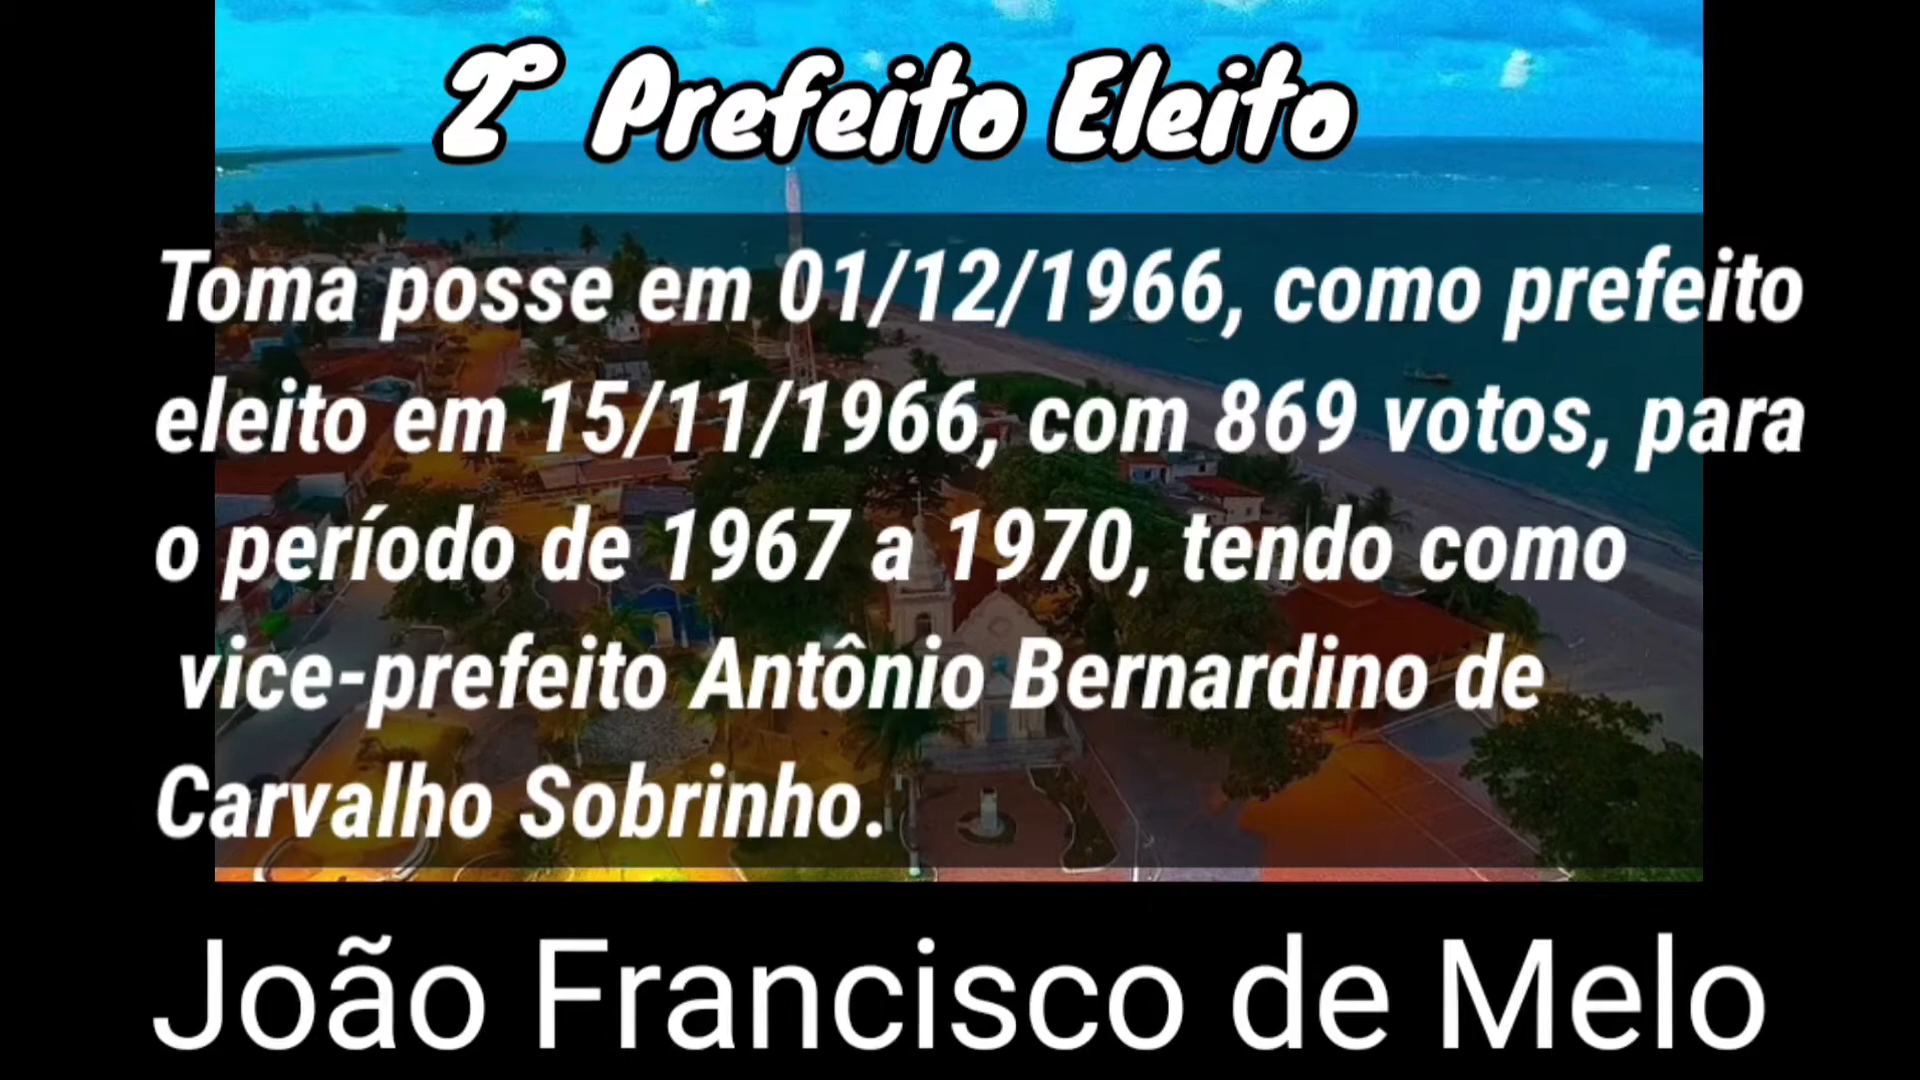 2º Prefeito Eleito
Toma posse em 01/12/1966, como prefeito
eleito em 15/11/1966, com 869 votos, para
o período de 1967 a 1970, tendo como
vice-prefeito Antônio Bernardino de
Carvalho Sobrinho.
João Francisco de Melo